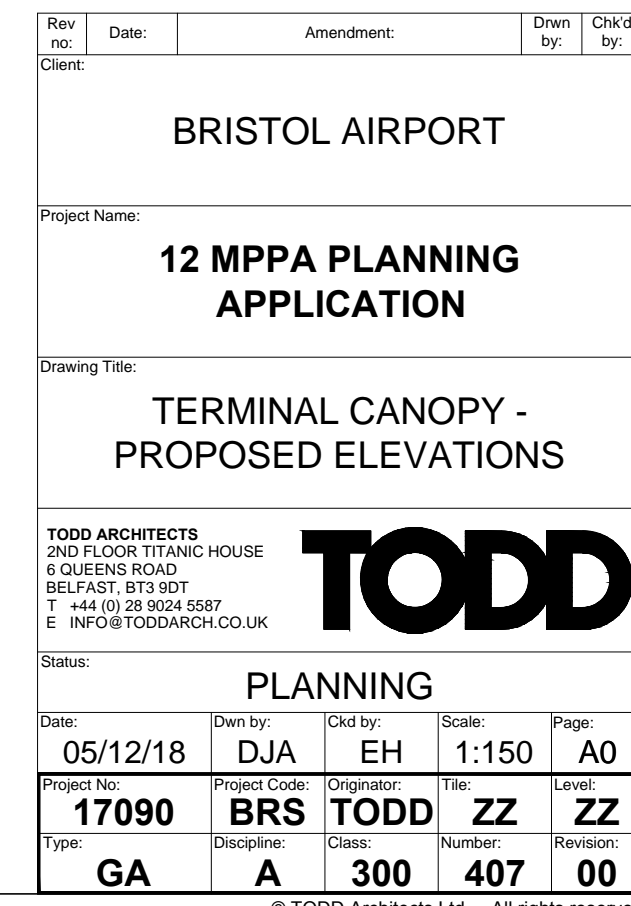 Rev no: Date: Amendment: Drwn by: Chk'd by:
Client:
BRISTOL AIRPORT
Project Name:
12 MPPA PLANNING
APPLICATION
Drawing Title:
TERMINAL CANOPY -
PROPOSED ELEVATIONS
TODD ARCHITECTS
2ND FLOOR TITANIC HOUSE
6 QUEENS ROAD
BELFAST, BT3 9DT
T +44 (0) 28 9024 5587
E INFO@TODDARCH.CO.UK
TODD
Status:
PLANNING
Date: Dwn by: Ckd by: Scale: Page:
05/12/18 DJA EH 1:150 A0
Project No: Project Code: Originator: Tile: Level:
17090 BRS TODD ZZ ZZ
Type: Discipline: Class: Number: Revision:
GA A 300 407 00
© TODD Architects Ltd. All rights reserve